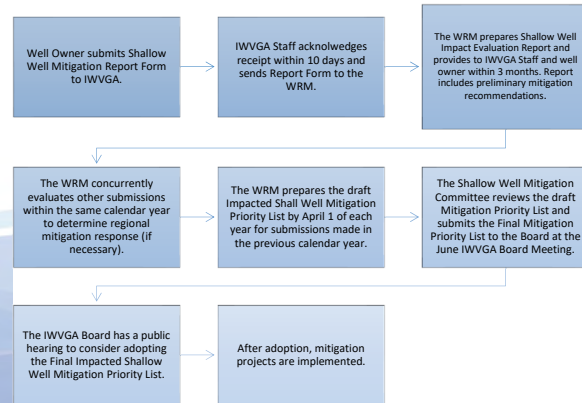 Well Owner submits Shallow
Well Mitigation Report Form
to IWVGA.
IWVGA Staff acknolwedges
receipt within 10 days and
sends Report Form to the
WRM.
The WRM prepares Shallow Well
Impact Evaluation Report and
provides to IWVGA Staff and well
owner within 3 months. Report
includes preliminary mitigation
recommendations.
The WRM concurrently
evaluates other submissions
within the same calendar year
to determine regional
mitigation response (if
necessary).
The WRM prepares the draft
Impacted Shall Well Mitigation
Priority List by April 1 of each
year for submissions made in
the previous calendar year.
The Shallow Well Mitigation
Committee reviews the draft
Mitigation Priority List and
submits the Final Mitigation
Priority List to the Board at the
June IWVGA Board Meeting.
The IWVGA Board has a public
hearing to consider adopting
the Final Impacted Shallow
Well Mitigation Priority List.
After adoption, mitigation
projects are implemented.